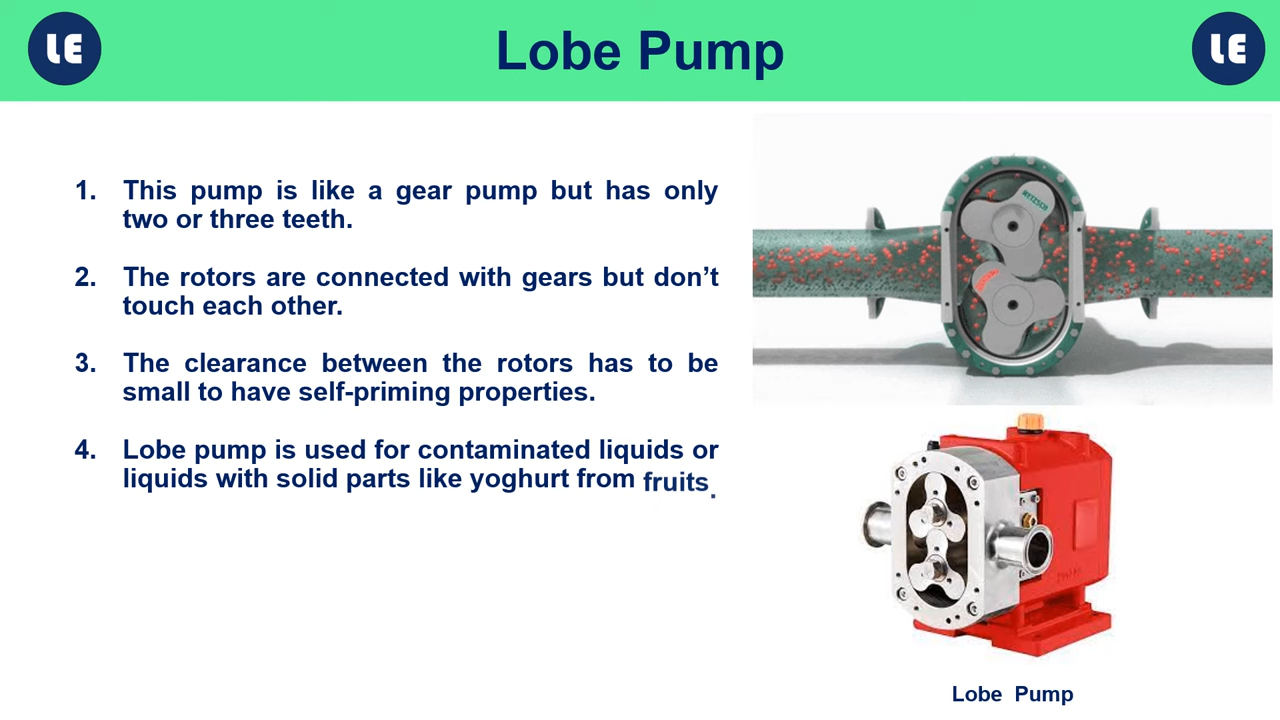 LE
Lobe Pump
LE
1. This pump is like a gear pump but has only
two or three teeth.
2. The rotors are connected with gears but don’t
touch each other.
3. The clearance between the rotors has to be
small to have self-priming properties.
4. Lobe pump is used for contaminated liquids or
liquids with solid parts like yoghurt from fruits.
NETZSCH
Lobe Pump